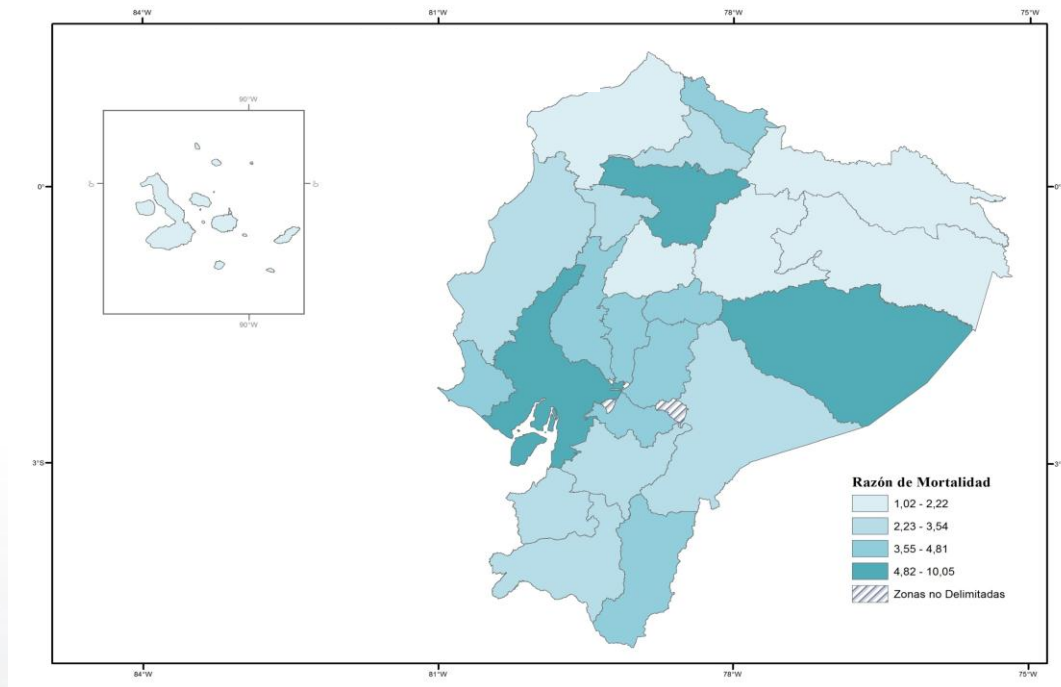 84°W
81°W
78°W
75°W
90°W
0°
0°
90°W
0°
0°
3°S
3°S
Razón de Mortalidad
1,02 - 2,22
2,23 - 3,54
3,55 - 4,81
4,82 - 10,05
Zonas no Delimitadas
84°W
81°W
78°W
75°W